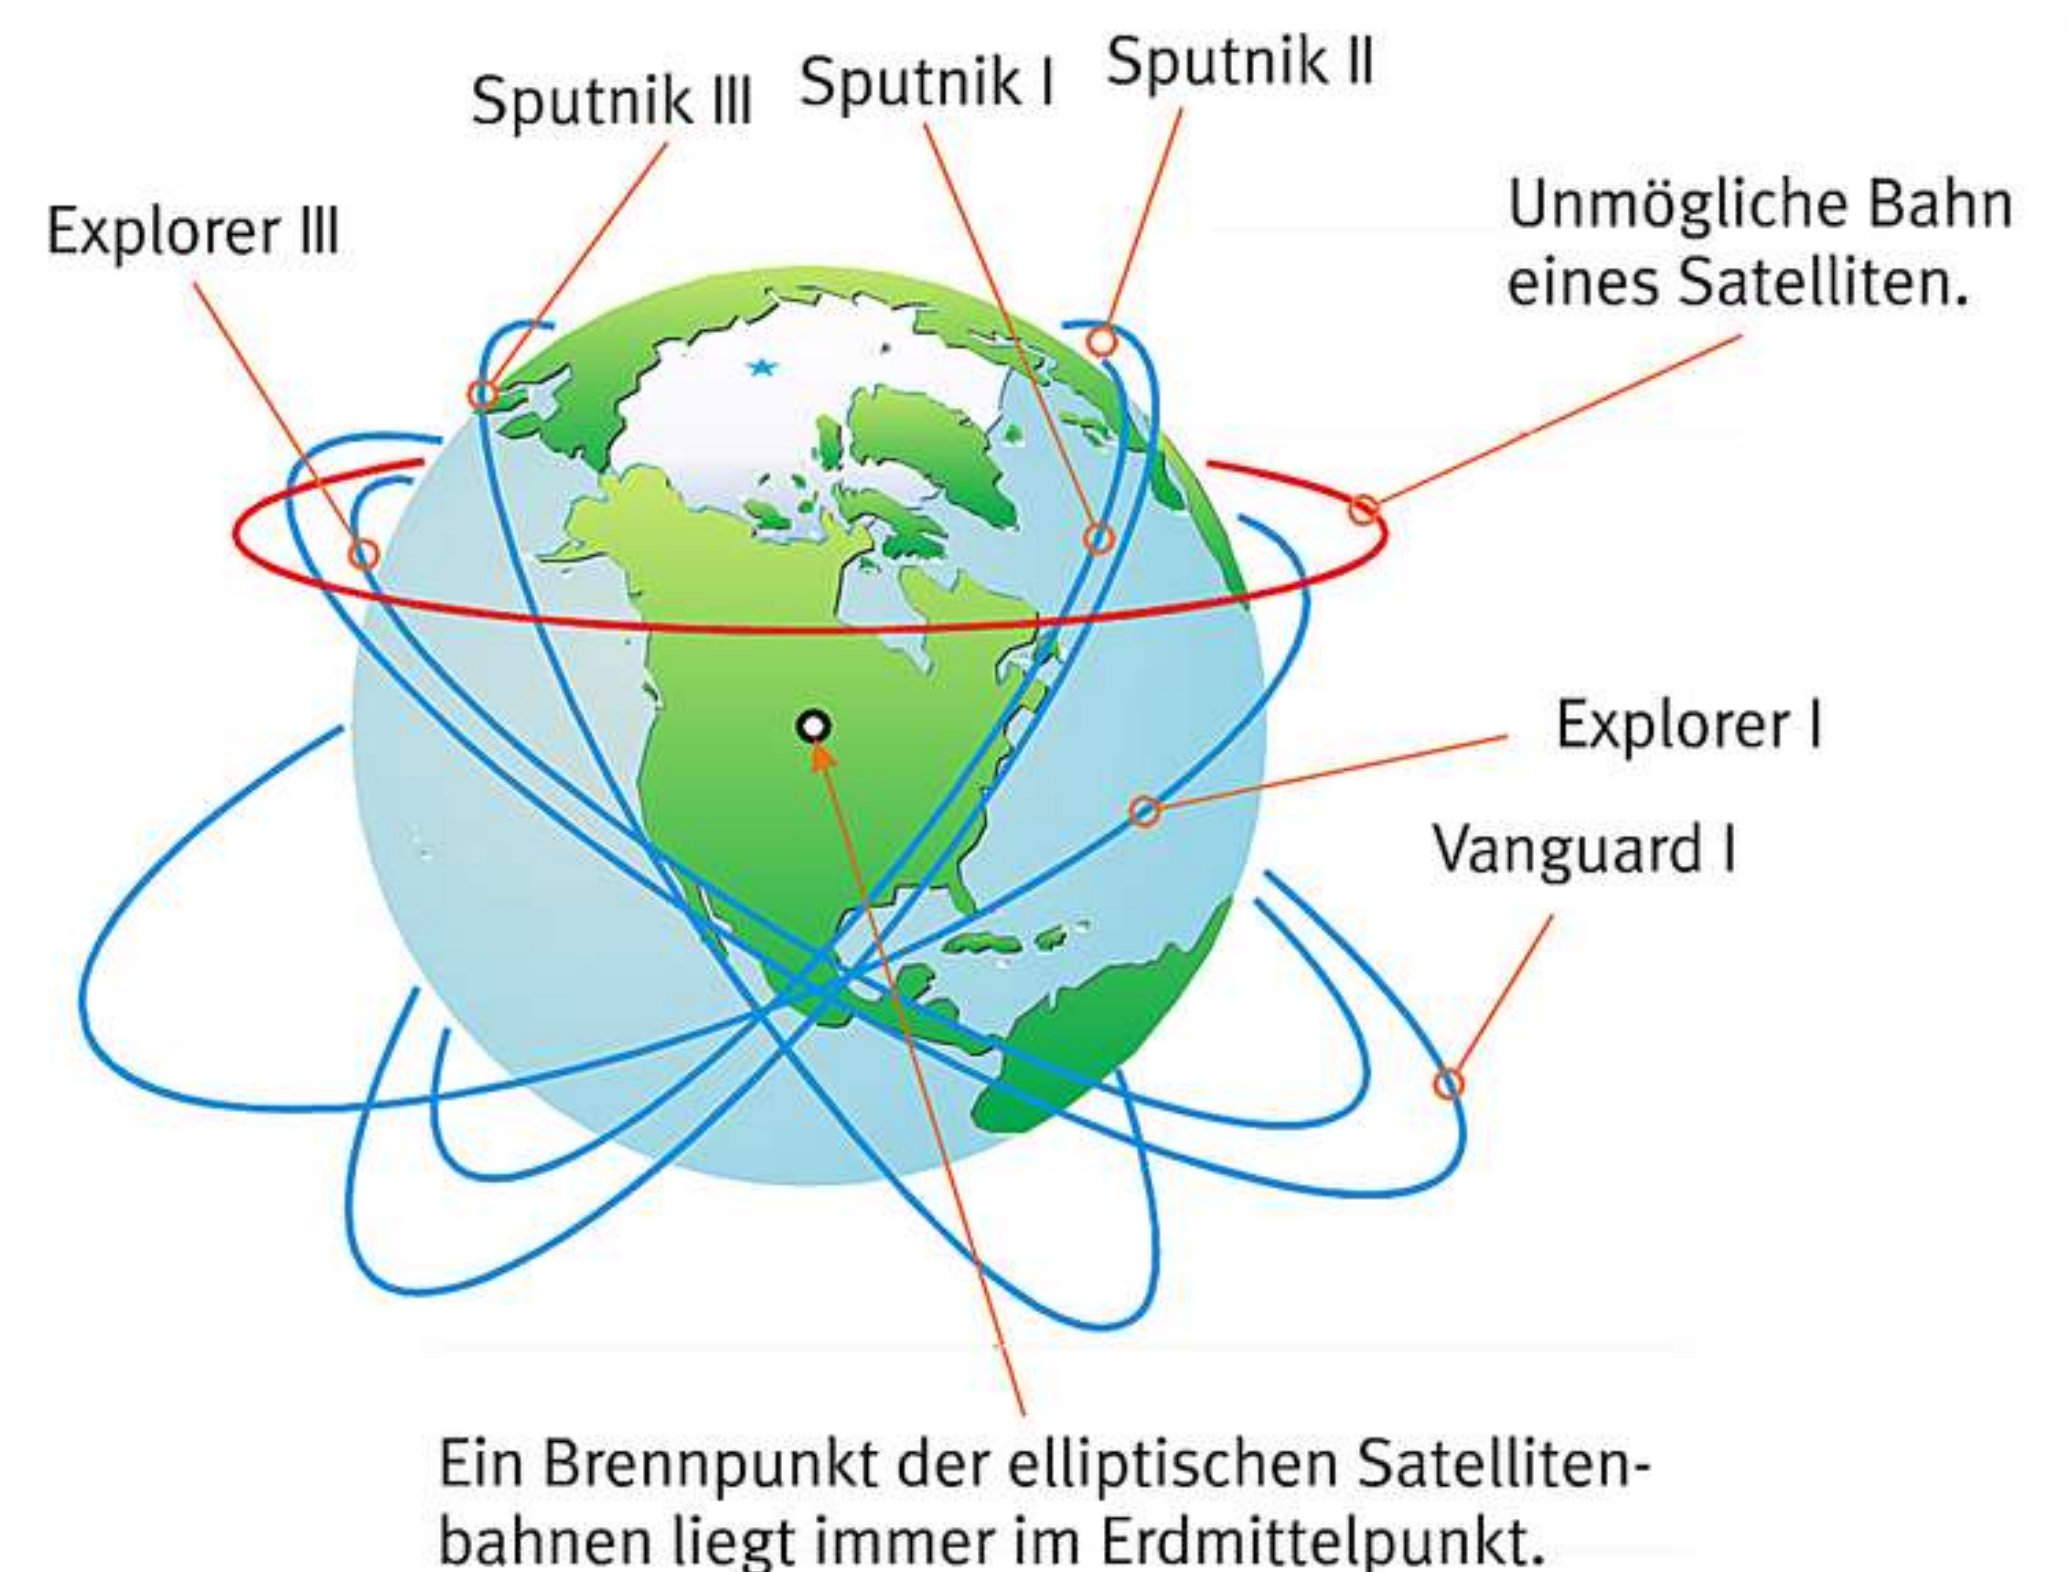 Sputnik III
Sputnik I
Sputnik II
Explorer III
Unmögliche Bahn
eines Satelliten.
Explorer I
Vanguard I
Ein Brennpunkt der elliptischen Satelliten-
bahnen liegt immer im Erdmittelpunkt.